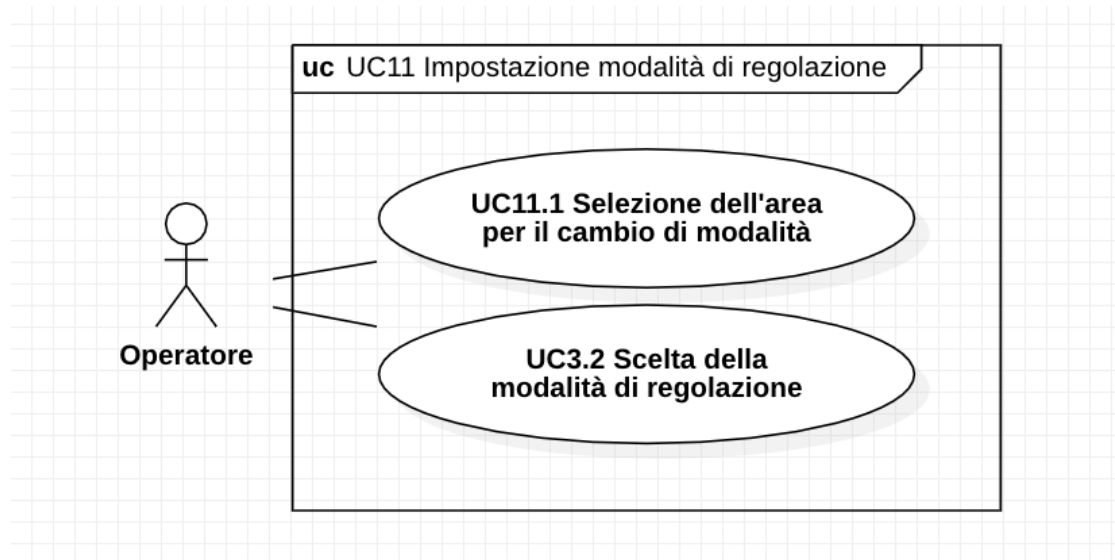 uc UC11 Impostazione modalità di regolazione
UC11.1 Selezione dell'area
per il cambio di modalità
Operatore
UC3.2 Scelta della
modalità di regolazione